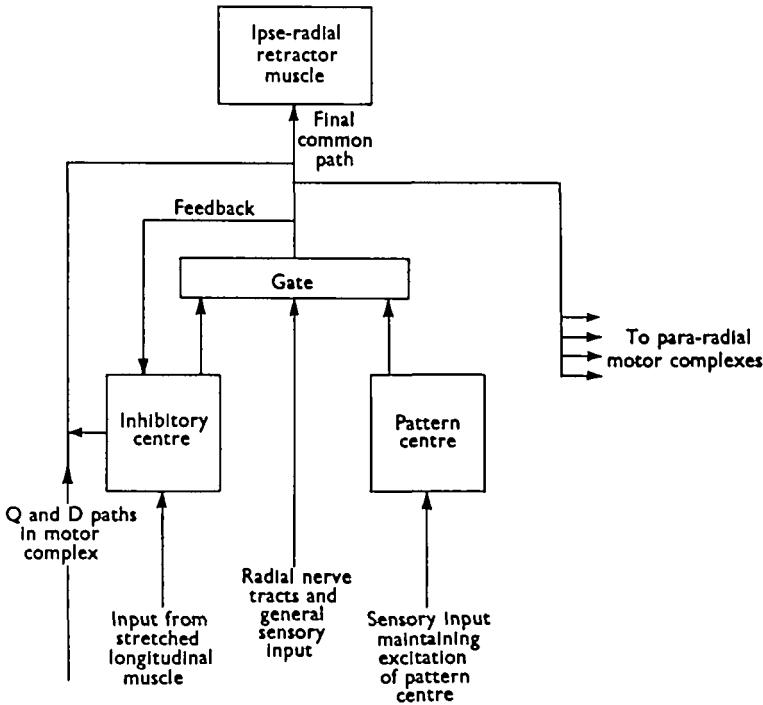 Ipse-radial
retractor
muscle
Final
common
path
Feedback
Gate
To para-radial
motor complexes
Inhibitory
centre
Pattern
centre
Q and D paths
in motor
complex
Input from
stretched
longitudinal
muscle
Radial nerve
tracts and
general
sensory
input
Sensory input
maintaining
excitation
of pattern
centre